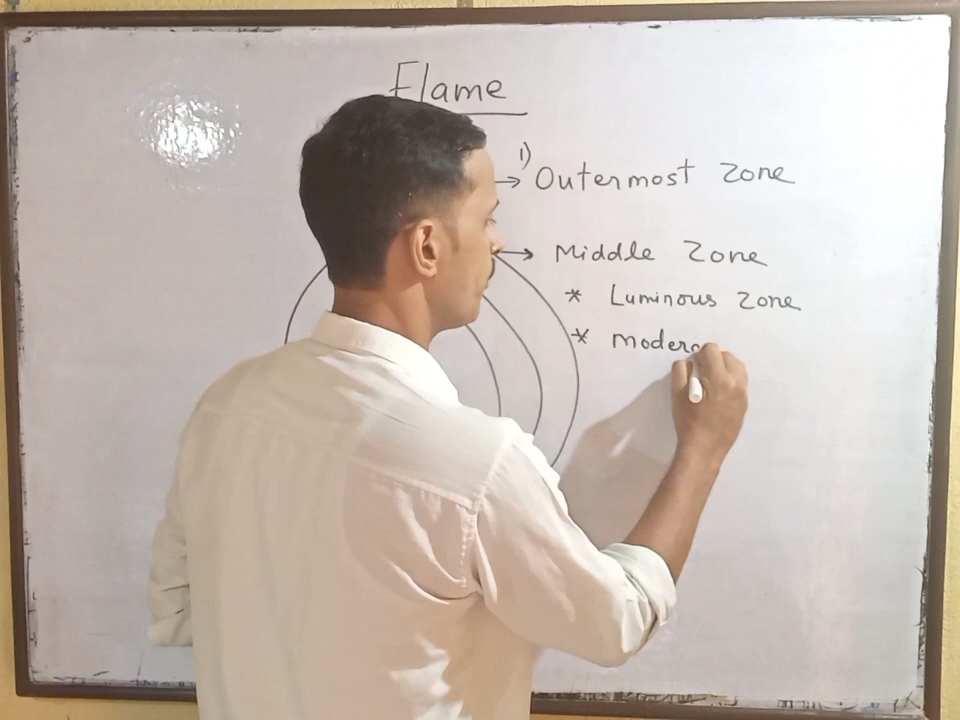 Flame
1)
→ Outermost zone
→ Middle Zone
* Luminous zone
* modera